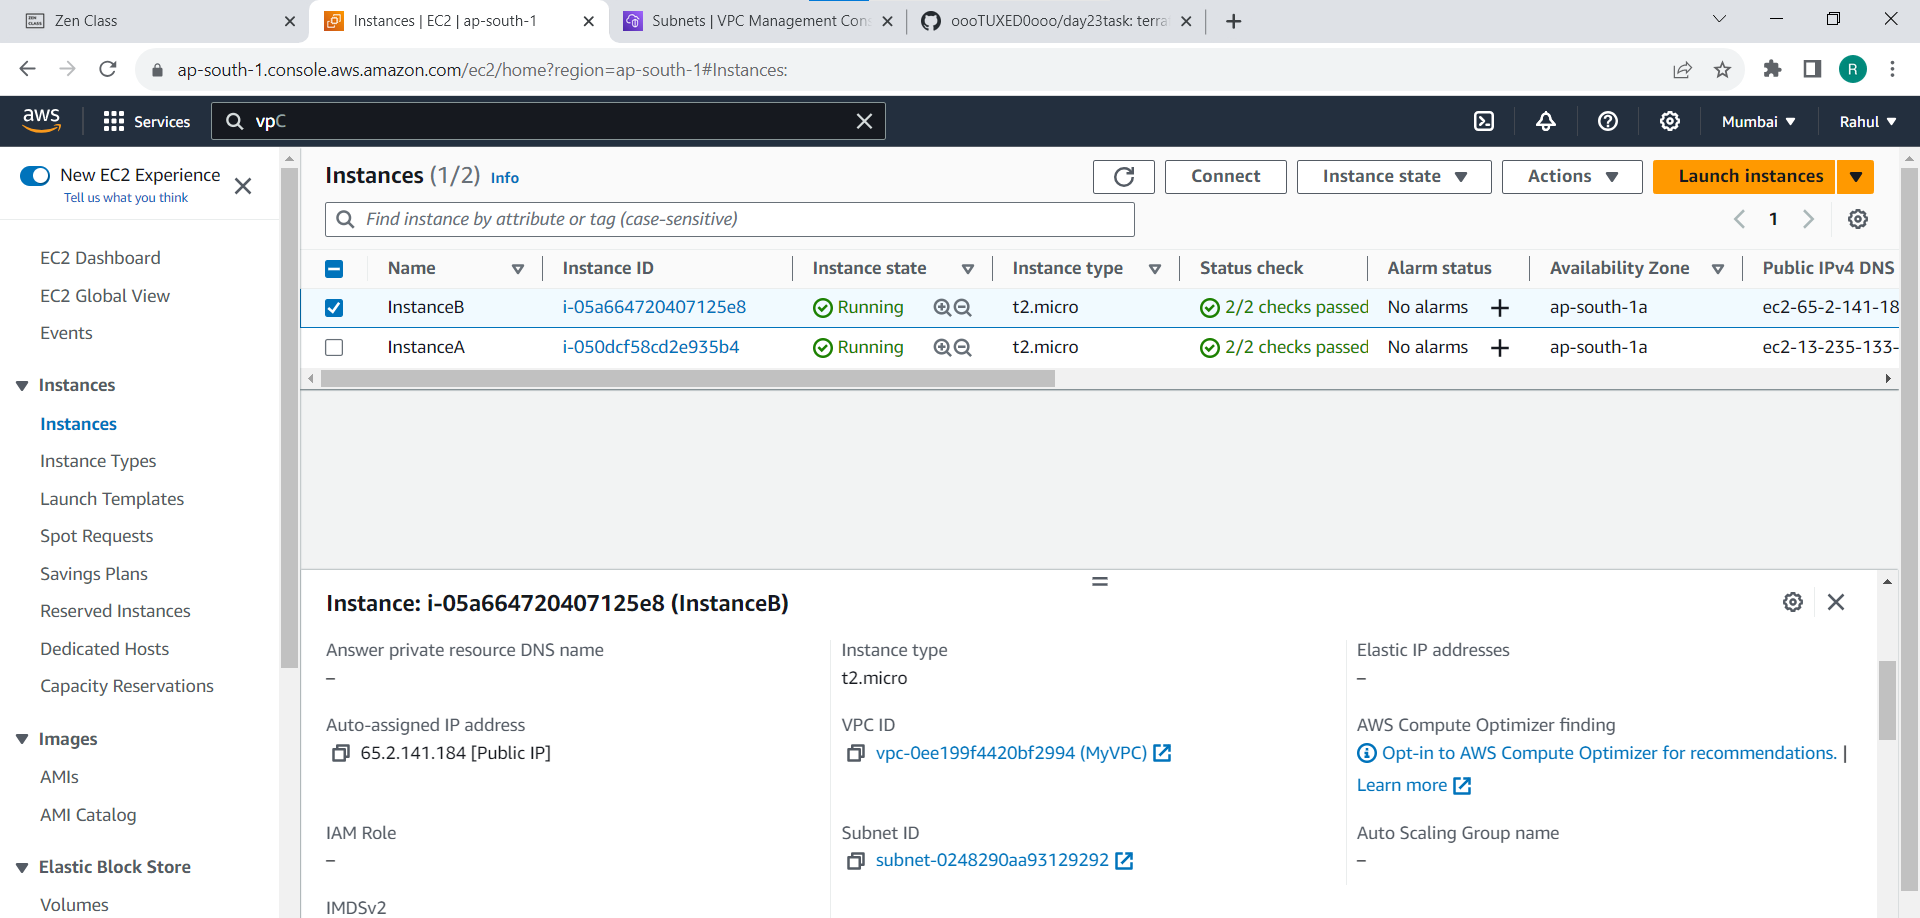 Zen Class
Instances | EC2 | ap-south-1
Subnets | VPC Management Con
oooTUXED0ooo/day23task: terra
ap-south-1.console.aws.amazon.com/ec2/home?region=ap-south-1#Instances:
R
aws
Services
vpC
Mumbai
Rahul
New EC2 Experience
Tell us what you think
EC2 Dashboard
EC2 Global View
Events
Instances
Instances
Instance Types
Launch Templates
Spot Requests
Savings Plans
Reserved Instances
Dedicated Hosts
Capacity Reservations
Images
AMIs
AMI Catalog
Elastic Block Store
Volumes
Instances (1/2) Info
Connect
Instance state
Actions
Launch instances
Find instance by attribute or tag (case-sensitive)
1
Name Instance ID Instance state Instance type Status check Alarm status Availability Zone Public IPv4 DNS
InstanceB i-05a664720407125e8 Running t2.micro 2/2 checks passed No alarms ap-south-1a ec2-65-2-141-18
InstanceA i-050dcf58cd2e935b4 Running t2.micro 2/2 checks passed No alarms ap-south-1a ec2-13-235-133-
Instance: i-05a664720407125e8 (InstanceB)
Answer private resource DNS name
–
Instance type
t2.micro
Elastic IP addresses
–
Auto-assigned IP address
65.2.141.184 [Public IP]
VPC ID
vpc-0ee199f4420bf2994 (MyVPC)
AWS Compute Optimizer finding
Opt-in to AWS Compute Optimizer for recommendations. |
Learn more
IAM Role
–
Subnet ID
subnet-0248290aa93129292
Auto Scaling Group name
–
IMDSv2